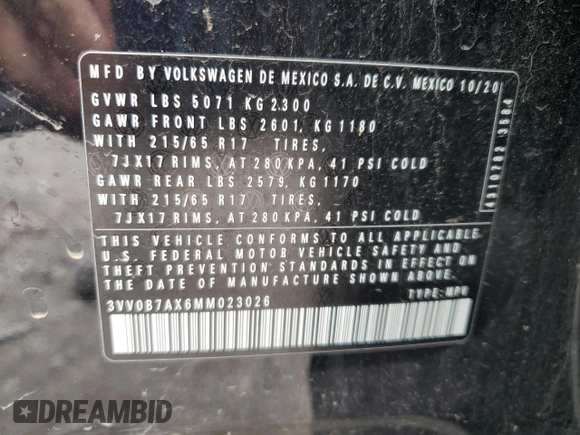 MFD BY VOLKSWAGEN DE MEXICO S.A. DE C.V. MEXICO 10/20
GVWR LBS 5071 KG 2.300
GAWR FRONT LBS 2601, KG 1180
WITH 215/65 R17 TIRES,
7JX17 RIMS, AT 280 KPA, 41 PSI COLD
GAWR REAR LBS 2579, KG 1170
WITH 215/65 R17 TIRES,
7JX17 RIMS, AT 280 KPA, 41 PSI COLD
THIS VEHICLE CONFORMS TO ALL APPLICABLE
U.S. FEDERAL MOTOR VEHICLE SAFETY AND
THEFT PREVENTION STANDARDS IN EFFECT ON
THE DATE OF MANUFACTURE SHOWN ABOVE.
3VV0B7AX6MM023026
TYPE: MPV
DREAMBID